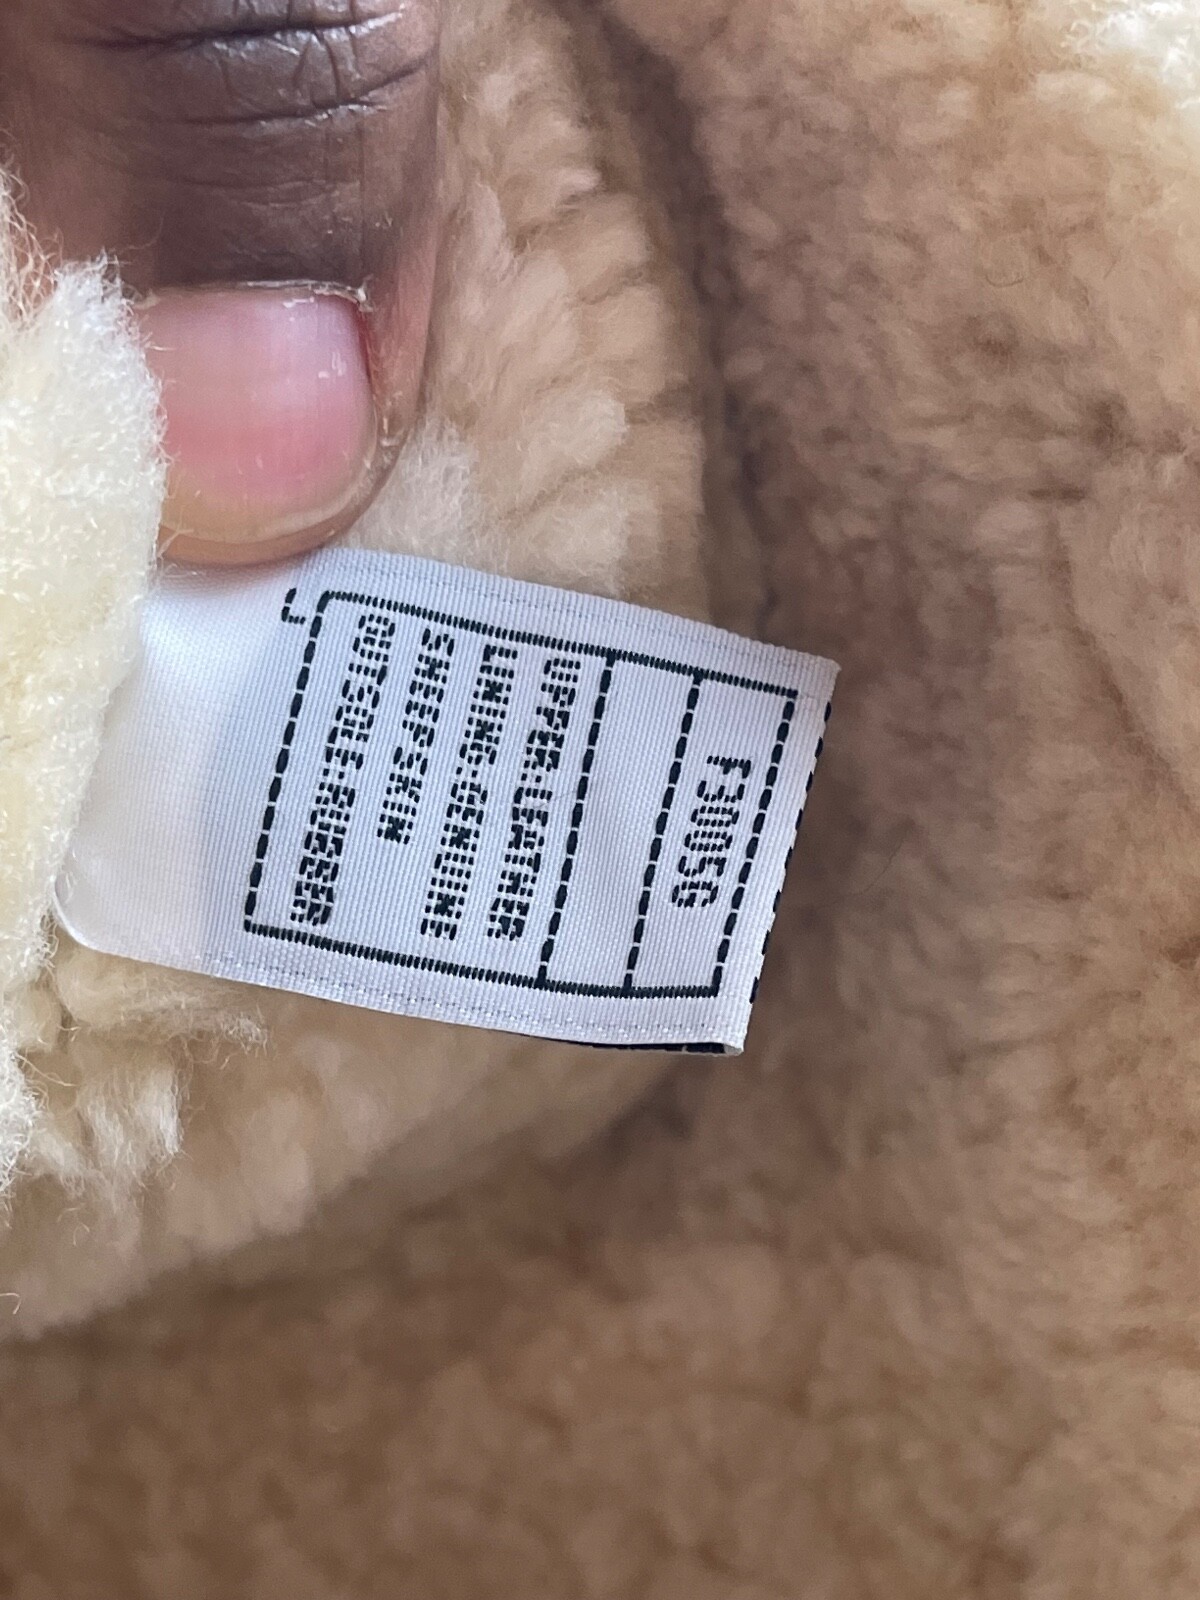 F3005G
UPPER:LEATHER
LINING:GENUINE
SHEEPSKIN
OUTSOLE:RUBBER